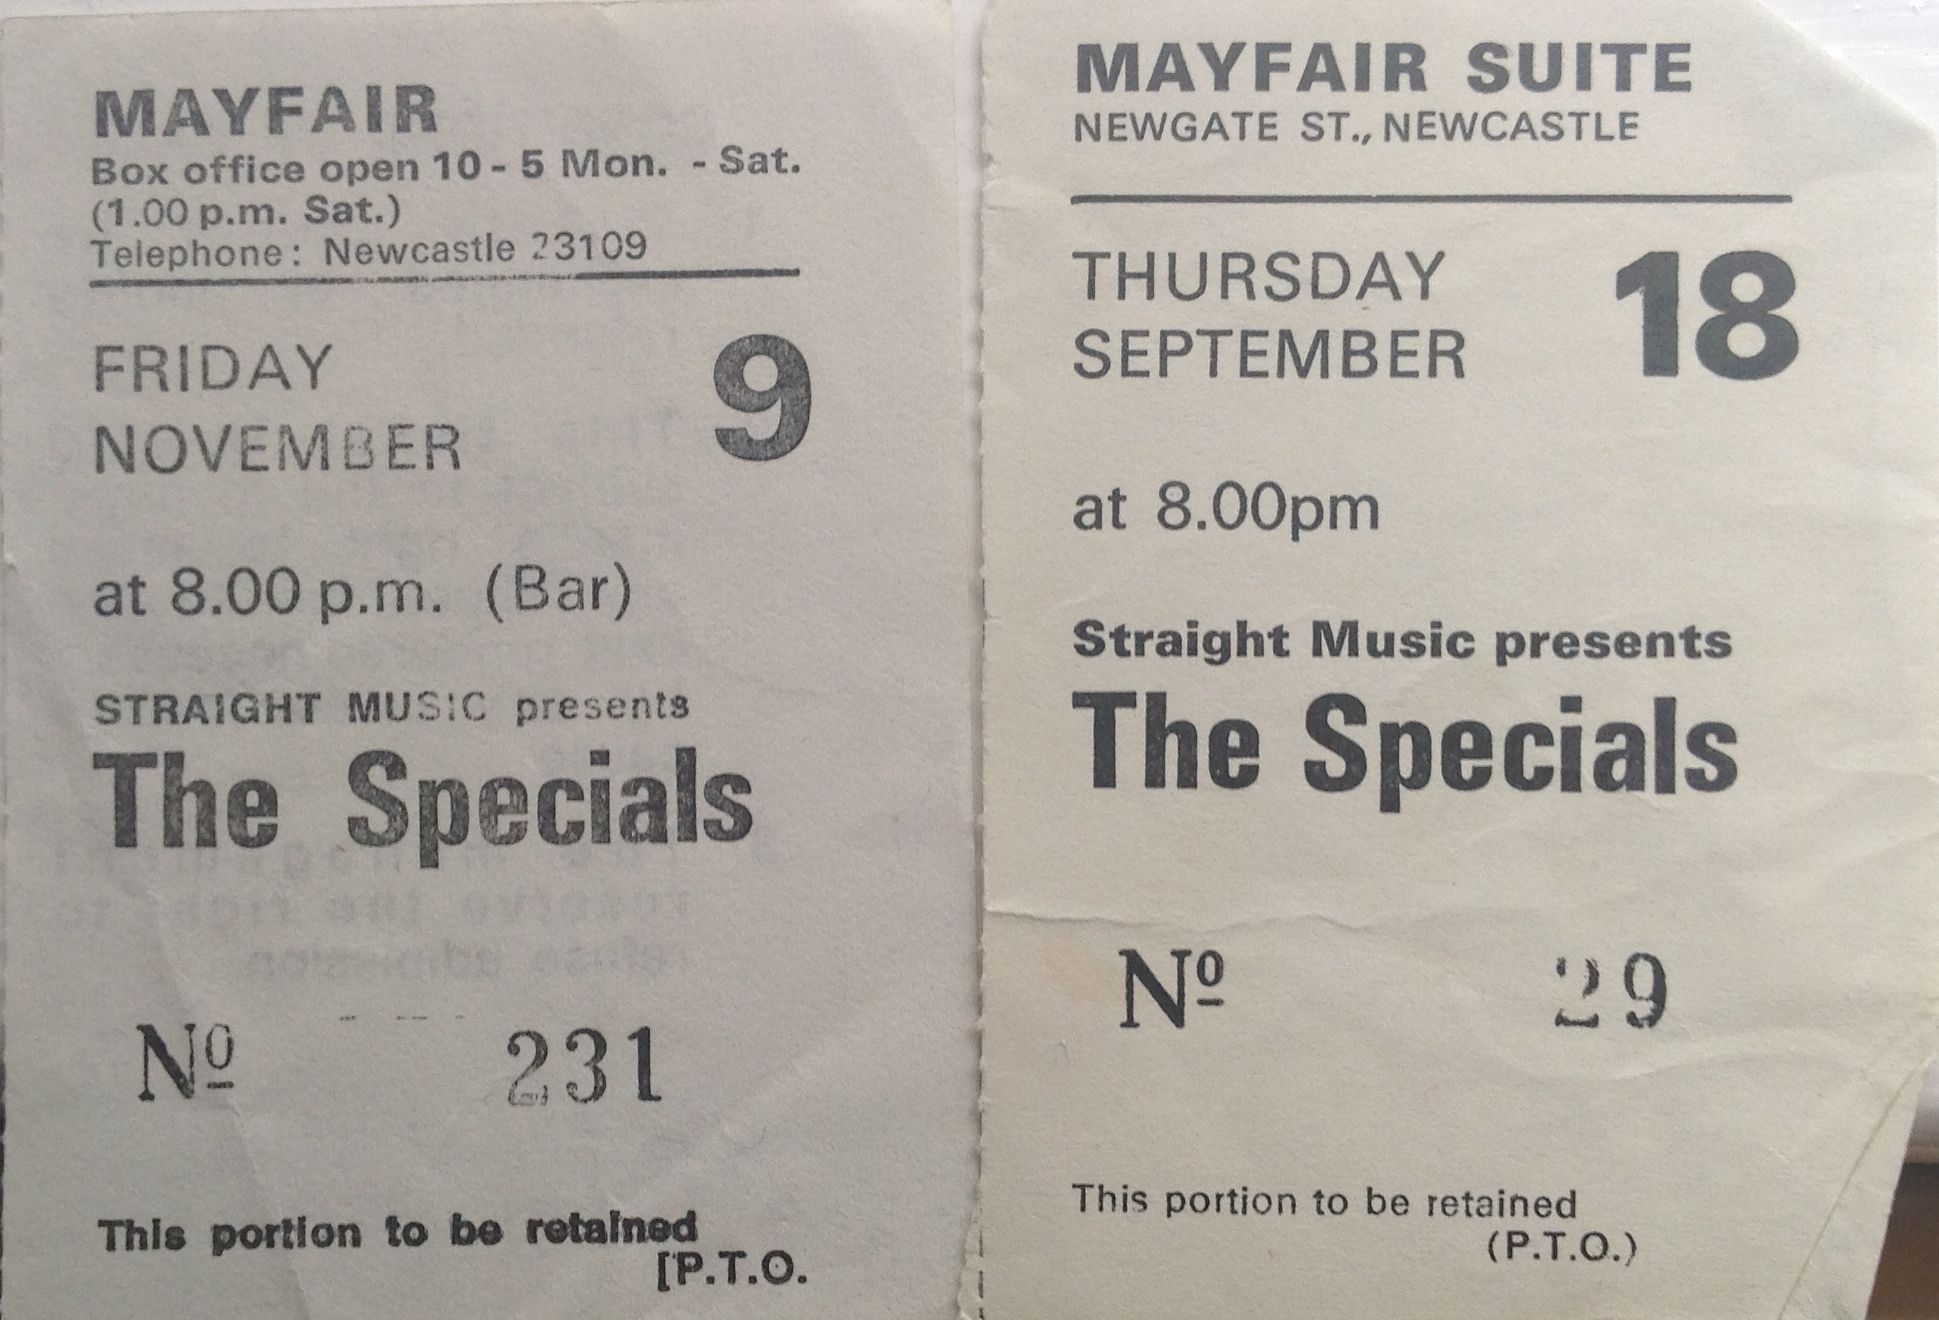 MAYFAIR
Box office open 10 - 5 Mon. - Sat.
(1.00 p.m. Sat.)
Telephone: Newcastle 23109
FRIDAY 9
NOVEMBER
at 8.00 p.m. (Bar)
STRAIGHT MUSIC presents
The Specials
Nº 231
This portion to be retained
[P.T.O.
MAYFAIR SUITE
NEWGATE ST., NEWCASTLE
THURSDAY 18
SEPTEMBER
at 8.00pm
Straight Music presents
The Specials
Nº 29
This portion to be retained
(P.T.O.)